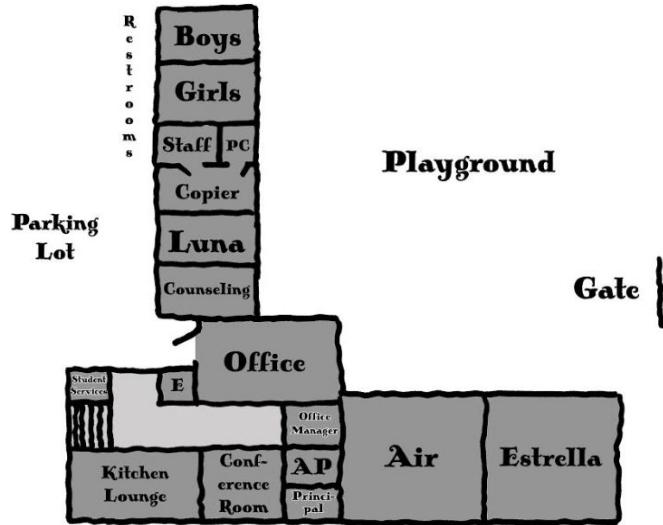 Restrooms
Boys
Girls
Staff
PC
Copier
Playground
Parking
Lot
Luna
Counseling
Gate
Office
Student
Services
E
Office
Manager
Kitchen
Lounge
Conf-
erence
Room
AP
Princi-
pal
Air
Estrella